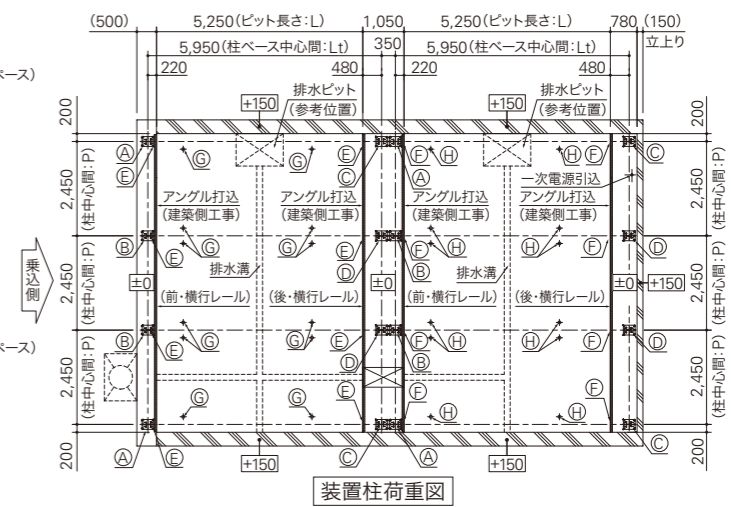 (500) 5,250(ピット長さ:L) 1,050 5,250(ピット長さ:L) 780 (150)
5,950(柱ベース中心間:Lt) 350 5,950(柱ベース中心間:Lt) 立上り
ース)
220 480 220 480
排水ピット 排水ピット
200 +150 (参考位置) +150 (参考位置) 200
Ⓐ Ⓖ Ⓖ Ⓔ Ⓕ Ⓗ Ⓗ Ⓕ Ⓒ
Ⓔ Ⓒ Ⓐ 一次電源引込
2,450 アングル打込 アングル打込 アングル打込 アングル打込 2,450
(柱中心間:P) (建築側工事) (建築側工事) (建築側工事) (建築側工事) (柱中心間:P)
Ⓑ Ⓖ Ⓖ Ⓔ Ⓕ Ⓗ Ⓗ Ⓕ Ⓓ
Ⓔ 排水溝 Ⓓ Ⓑ 排水溝
乗込側
±0 ±0 ±0 +150
2,450 (前・横行レール) (後・横行レール) (前・横行レール) (後・横行レール) 2,450
(柱中心間:P) (柱中心間:P)
Ⓑ Ⓔ Ⓖ Ⓖ Ⓔ Ⓕ Ⓗ Ⓗ Ⓕ Ⓓ
Ⓓ Ⓑ
ース)
2,450 Ⓔ Ⓕ Ⓕ 2,450
(柱中心間:P) Ⓖ Ⓖ Ⓗ Ⓗ (柱中心間:P)
200 Ⓐ Ⓔ +150 Ⓒ Ⓐ +150 Ⓒ 200
装置柱荷重図